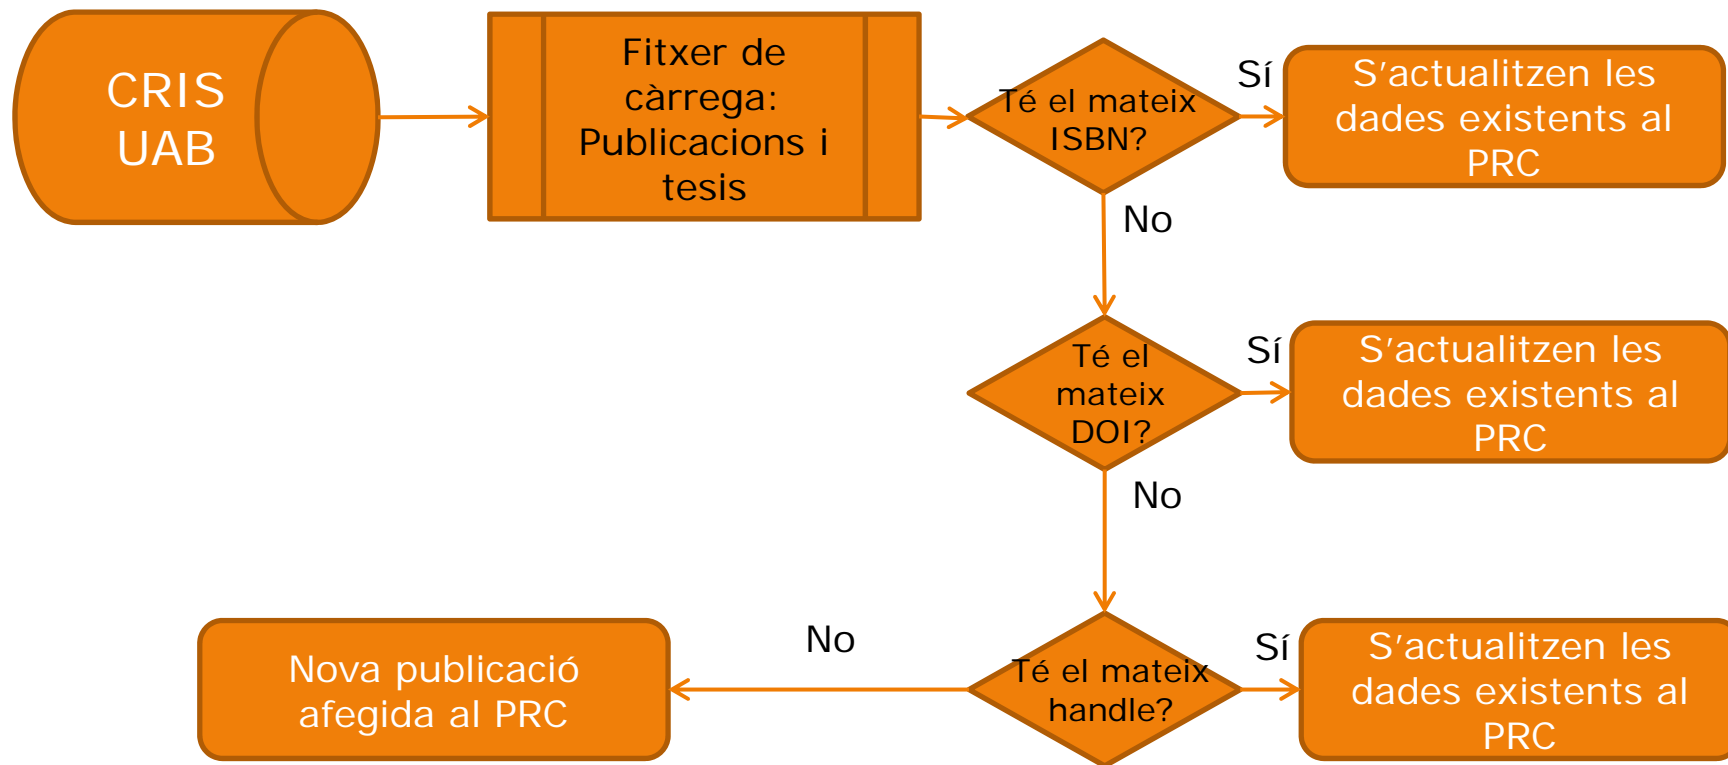 CRIS
UAB
Fitxer de
càrrega:
Publicacions i
tesis
Té el mateix
ISBN?
Sí
S’actualitzen les
dades existents al
PRC
No
Té el
mateix
DOI?
Sí
S’actualitzen les
dades existents al
PRC
No
Té el mateix
handle?
Sí
S’actualitzen les
dades existents al
PRC
No
Nova publicació
afegida al PRC